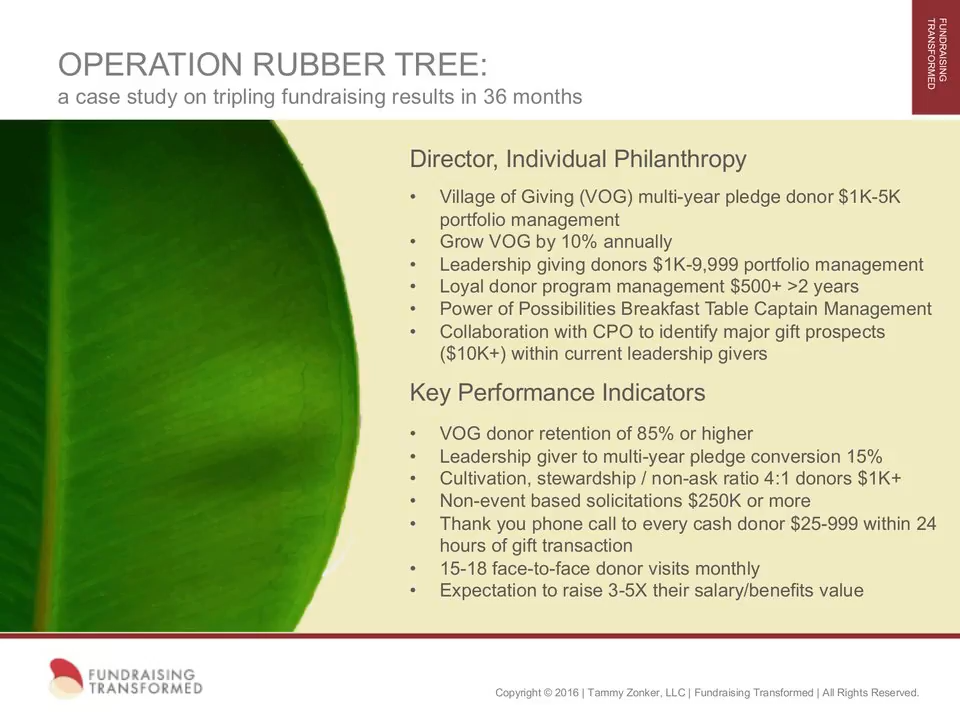 FUNDRAISING
TRANSFORMED
OPERATION RUBBER TREE:
a case study on tripling fundraising results in 36 months
Director, Individual Philanthropy
• Village of Giving (VOG) multi-year pledge donor $1K-5K
portfolio management
• Grow VOG by 10% annually
• Leadership giving donors $1K-9,999 portfolio management
• Loyal donor program management $500+ >2 years
• Power of Possibilities Breakfast Table Captain Management
• Collaboration with CPO to identify major gift prospects
($10K+) within current leadership givers
Key Performance Indicators
• VOG donor retention of 85% or higher
• Leadership giver to multi-year pledge conversion 15%
• Cultivation, stewardship / non-ask ratio 4:1 donors $1K+
• Non-event based solicitations $250K or more
• Thank you phone call to every cash donor $25-999 within 24
hours of gift transaction
• 15-18 face-to-face donor visits monthly
• Expectation to raise 3-5X their salary/benefits value
FUNDRAISING
TRANSFORMED
Copyright © 2016 | Tammy Zonker, LLC | Fundraising Transformed | All Rights Reserved.